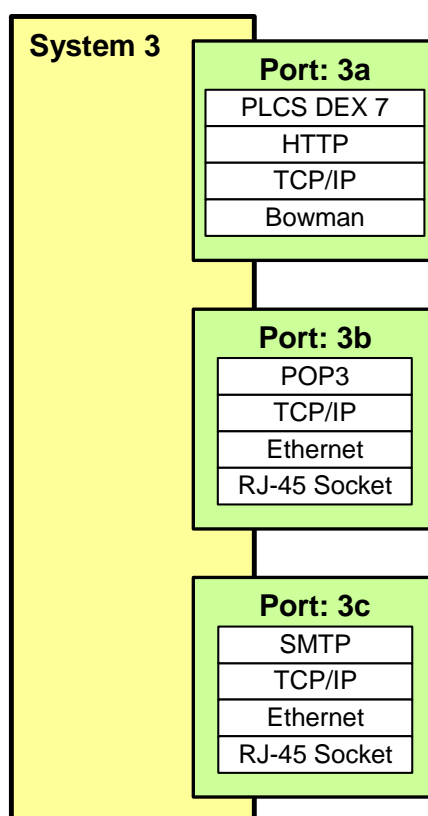 System 3
Port: 3a
PLCS DEX 7
HTTP
TCP/IP
Bowman
Port: 3b
POP3
TCP/IP
Ethernet
RJ-45 Socket
Port: 3c
SMTP
TCP/IP
Ethernet
RJ-45 Socket